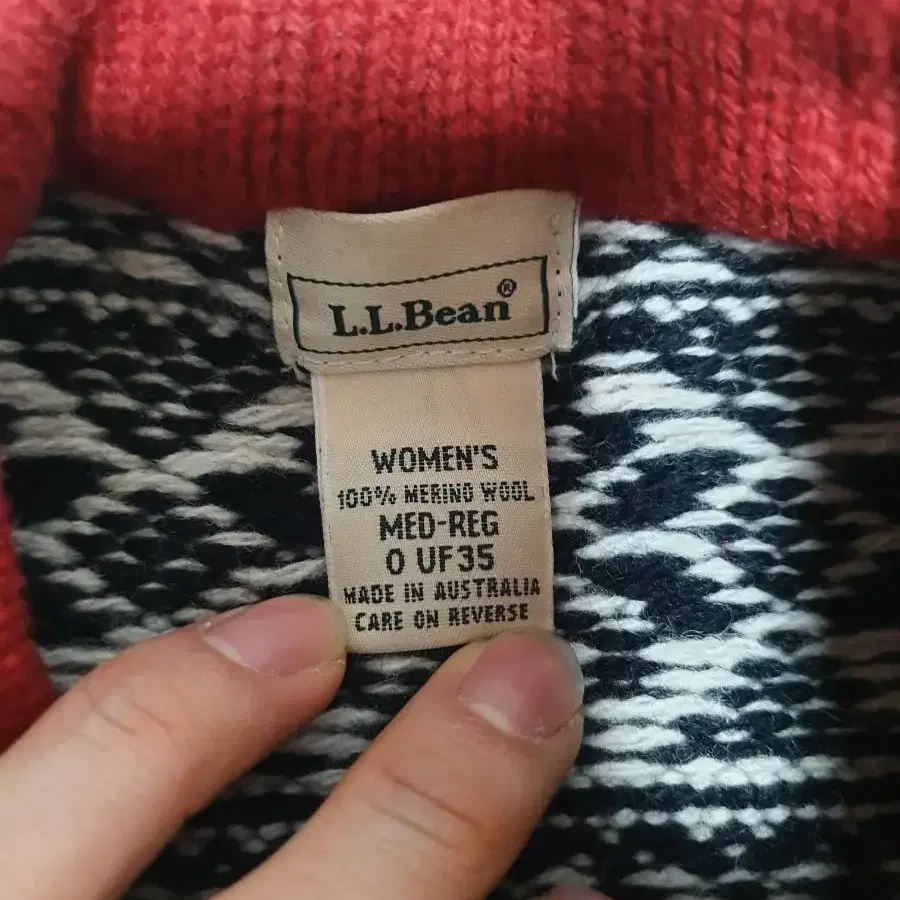 L.L.Bean®
WOMEN'S
100% MERINO WOOL
MED-REG
0 UF35
MADE IN AUSTRALIA
CARE ON REVERSE